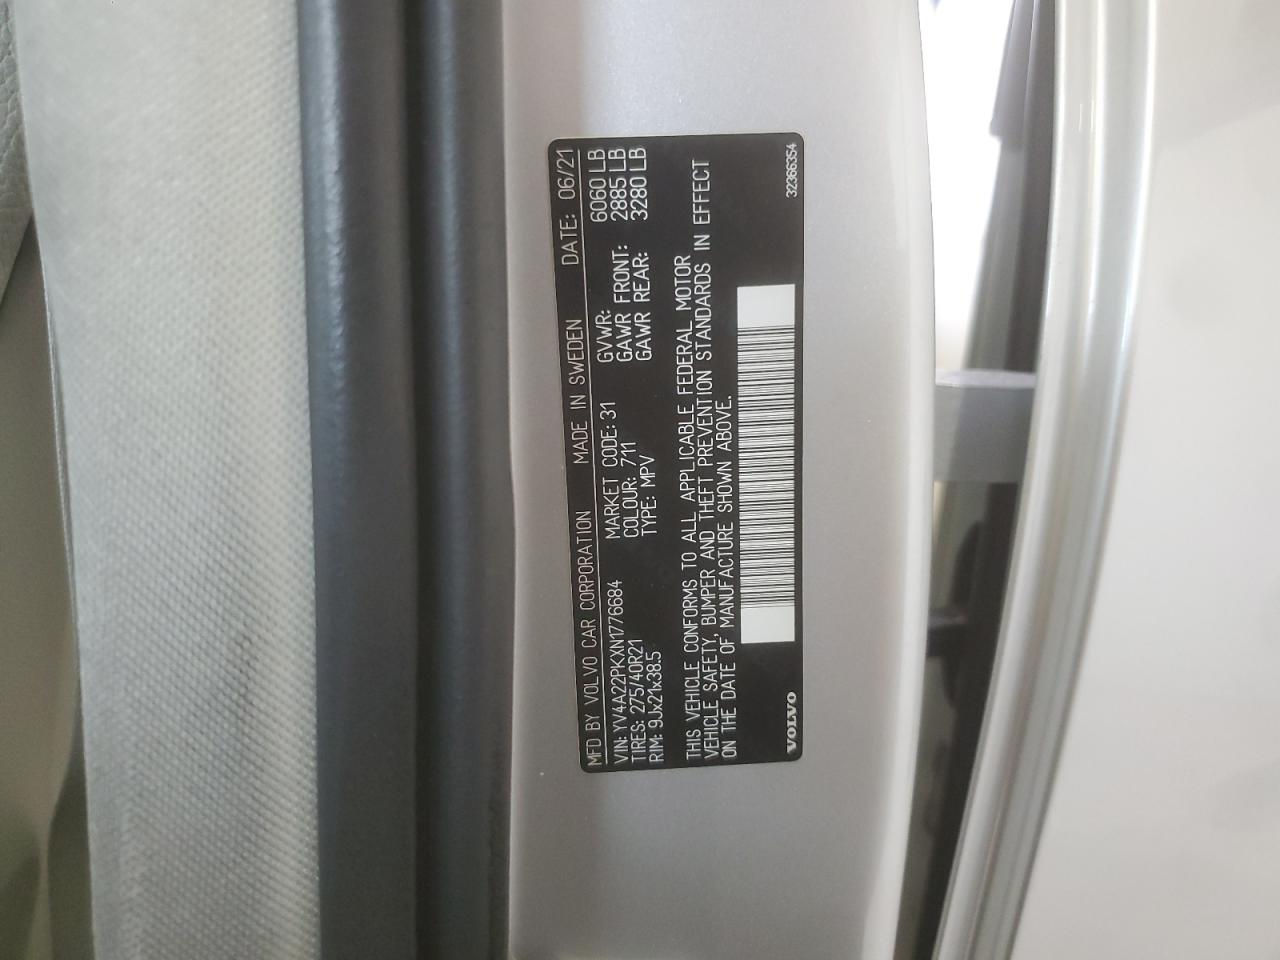 MFD BY VOLVO CAR CORPORATION MADE IN SWEDEN DATE: 06/21
VIN: YV4A22PKXN1776684 MARKET CODE: 31 GVWR: 6060 LB
TIRES: 275/40R21 COLOUR: 711 GAWR FRONT: 2885 LB
RIM: 9Jx21x38.5 TYPE: MPV GAWR REAR: 3280 LB
THIS VEHICLE CONFORMS TO ALL APPLICABLE FEDERAL MOTOR
VEHICLE SAFETY, BUMPER AND THEFT PREVENTION STANDARDS IN EFFECT
ON THE DATE OF MANUFACTURE SHOWN ABOVE.
VOLVO 32366354